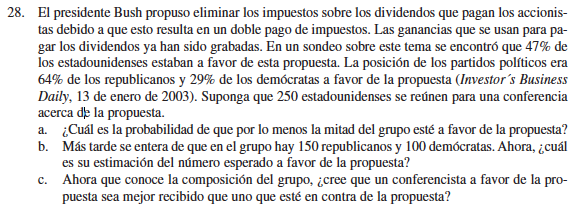 28. El presidente Bush propuso eliminar los impuestos sobre los dividendos que pagan los accionis-
tas debido a que esto resulta en un doble pago de impuestos. Las ganancias que se usan para pa-
gar los dividendos ya han sido grabadas. En un sondeo sobre este tema se encontró que 47% de
los estadounidenses estaban a favor de esta propuesta. La posición de los partidos políticos era
64% de los republicanos y 29% de los demócratas a favor de la propuesta (Investor´s Business
Daily, 13 de enero de 2003). Suponga que 250 estadounidenses se reúnen para una conferencia
acerca de la propuesta.
a. ¿Cuál es la probabilidad de que por lo menos la mitad del grupo esté a favor de la propuesta?
b. Más tarde se entera de que en el grupo hay 150 republicanos y 100 demócratas. Ahora, ¿cuál
es su estimación del número esperado a favor de la propuesta?
c. Ahora que conoce la composición del grupo, ¿cree que un conferencista a favor de la pro-
puesta sea mejor recibido que uno que esté en contra de la propuesta?